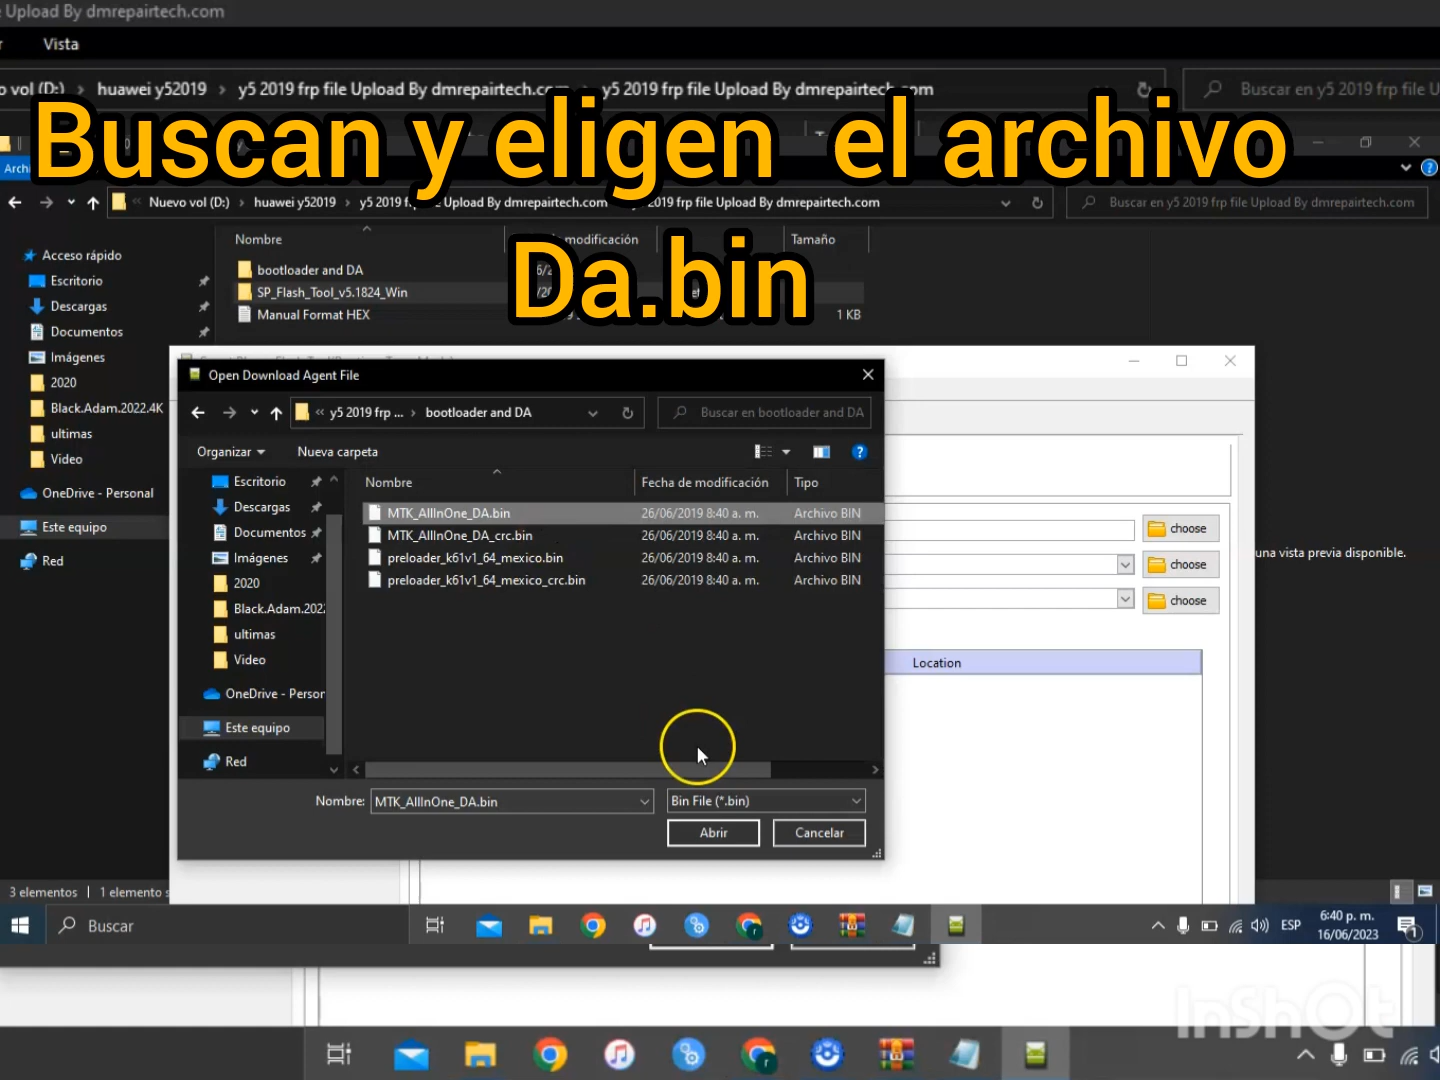 Upload By dmrepairtech.com
Vista
vol (D:) › huawei y52019 › y5 2019 frp file Upload By dmrepairtech.com y5 2019 frp file Upload By dmrepairtech.com
Buscar en y5 2019 frp file U
Buscan y eligen el archivo
Da.bin
Archi
Nuevo vol (D:) › huawei y52019 › y5 2019 Upload By dmrepairtech.com 2019 frp file Upload By dmrepairtech.com
Buscar en y5 2019 frp file Upload By dmrepairtech.com
Nombre
modificación
Tamaño
Acceso rápido
Escritorio
Descargas
Documentos
Imágenes
2020
Black.Adam.2022.4K
ultimas
Video
OneDrive - Personal
Este equipo
Red
bootloader and DA
SP_Flash_Tool_v5.1824_Win
Manual Format HEX
1 KB
Open Download Agent File
« y5 2019 frp ... › bootloader and DA
Buscar en bootloader and DA
Organizar
Nueva carpeta
Escritorio
Descargas
Documentos
Imágenes
2020
Black.Adam.202
ultimas
Video
OneDrive - Person
Este equipo
Red
Nombre
Fecha de modificación
Tipo
MTK_AllInOne_DA.bin 26/06/2019 8:40 a. m. Archivo BIN
MTK_AllInOne_DA_crc.bin 26/06/2019 8:40 a. m. Archivo BIN
preloader_k61v1_64_mexico.bin 26/06/2019 8:40 a. m. Archivo BIN
preloader_k61v1_64_mexico_crc.bin 26/06/2019 8:40 a. m. Archivo BIN
Nombre: MTK_AllInOne_DA.bin
Bin File (*.bin)
Abrir
Cancelar
choose
choose
choose
Location
una vista previa disponible.
3 elementos
1 elemento s
Buscar
ESP
6:40 p. m.
16/06/2023
1
InShOt